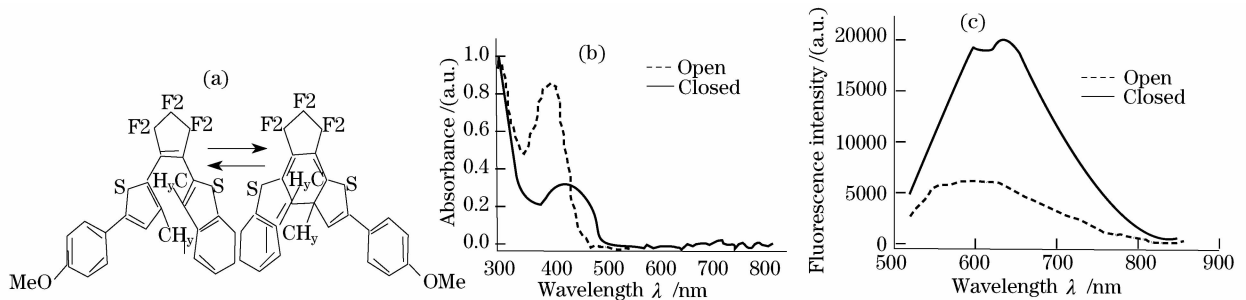 (a)
F2
F2
F2
S
HyC
S
CHy
MeO
F2
F2
F2
S
HyC
S
CHy
OMe
(b)
Absorbance /(a.u.)
1.0
0.8
0.6
0.4
0.2
0.0
Open
Closed
300 400 500 600 700 800
Wavelength λ /nm
(c)
Fluorescence intensity/(a.u.)
20000
15000
10000
5000
0
Open
Closed
500 600 700 800 900
Wavelength λ /nm